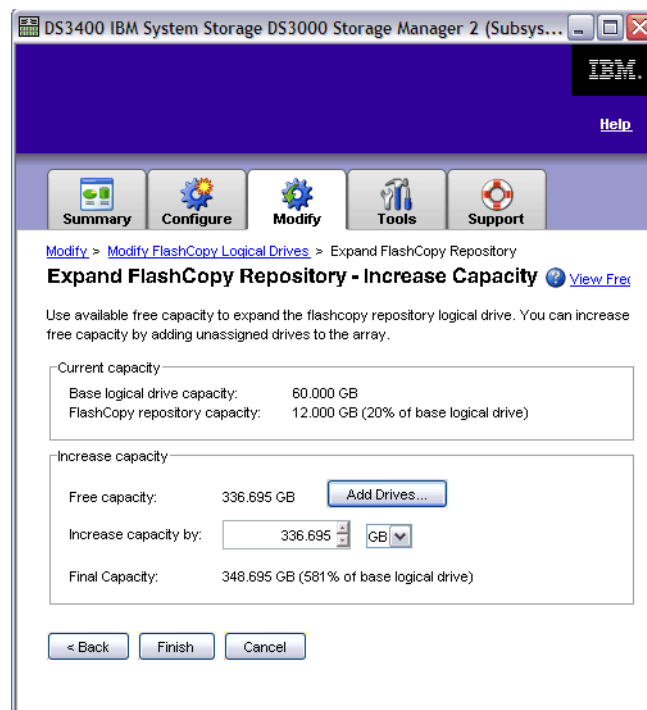 DS3400 IBM System Storage DS3000 Storage Manager 2 (Subsys...
IBM.
Help
Summary Configure Modify Tools Support
Modify > Modify FlashCopy Logical Drives > Expand FlashCopy Repository
Expand FlashCopy Repository - Increase Capacity ? View Freq
Use available free capacity to expand the flashcopy repository logical drive. You can increase
free capacity by adding unassigned drives to the array.
Current capacity
Base logical drive capacity: 60.000 GB
FlashCopy repository capacity: 12.000 GB (20% of base logical drive)
Increase capacity
Free capacity: 336.695 GB Add Drives...
Increase capacity by: 336.695 GB
Final Capacity: 348.695 GB (581% of base logical drive)
< Back Finish Cancel